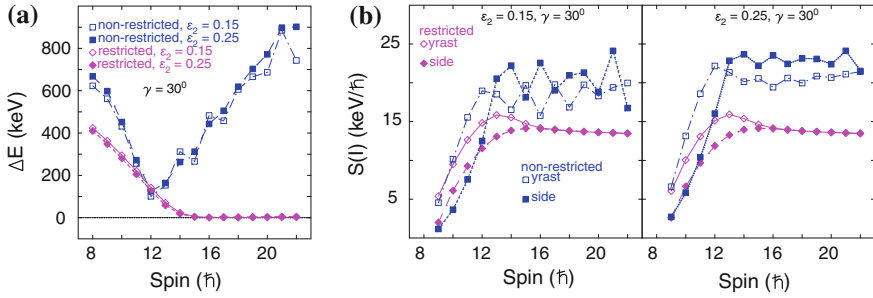 (a)
non-restricted, ε₂ = 0.15
non-restricted, ε₂ = 0.25
restricted, ε₂ = 0.15
restricted, ε₂ = 0.25
γ = 30⁰
ΔE (keV)
1000
800
600
400
200
0
8 12 16 20
Spin (ħ)
(b)
ε₂ = 0.15, γ = 30⁰
ε₂ = 0.25, γ = 30⁰
restricted
yrast
side
non-restricted
yrast
side
S(I) (keV/ħ)
25
15
5
8 12 16 20
8 12 16 20
Spin (ħ)
Spin (ħ)